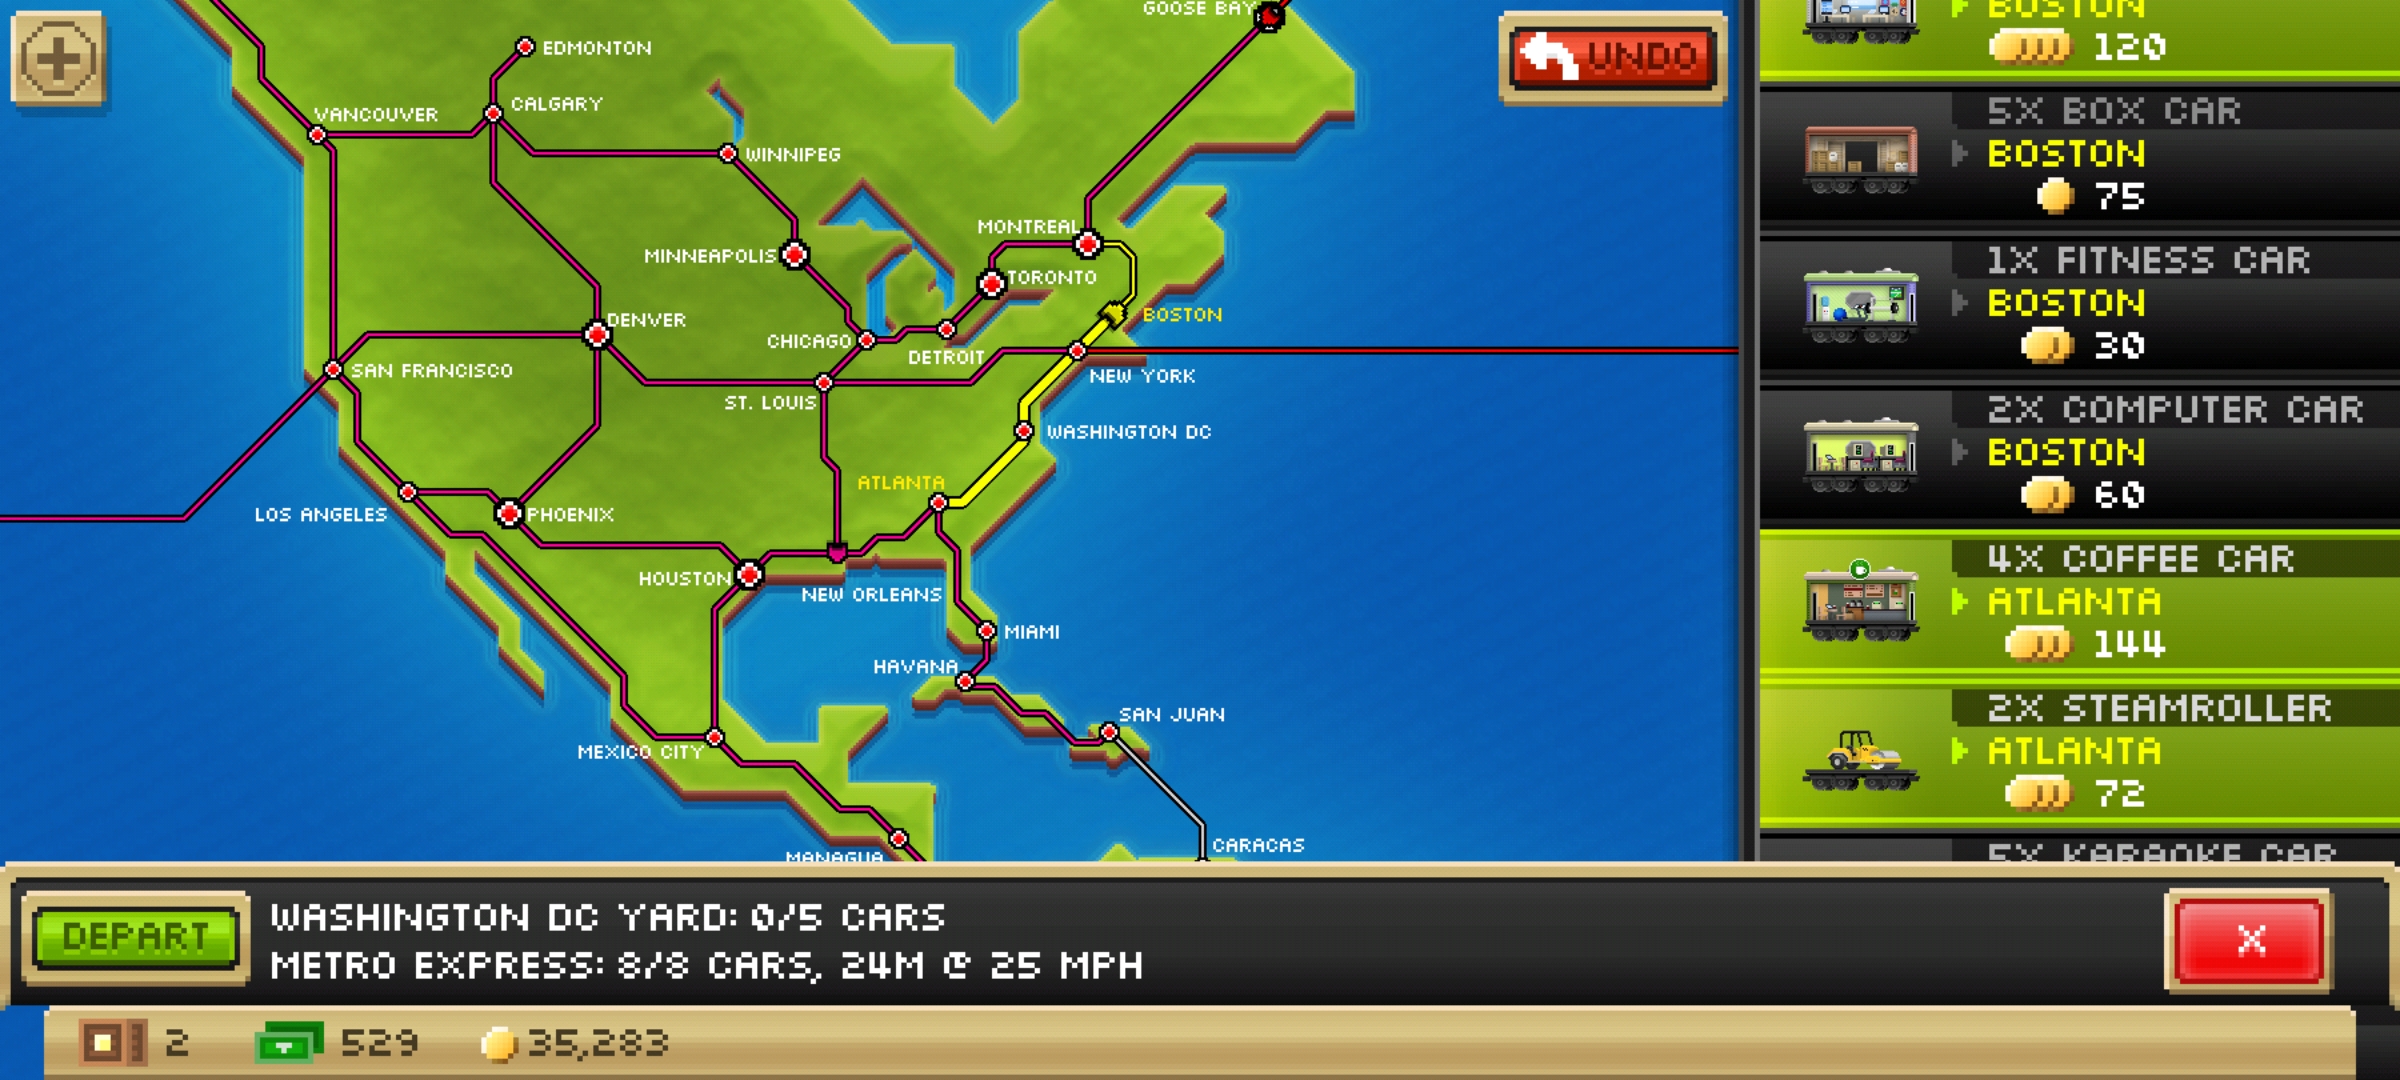 GOOSE BAY
EDMONTON
CALGARY
VANCOUVER
WINNIPEG
MONTREAL
MINNEAPOLIS
TORONTO
BOSTON
DENVER
CHICAGO
DETROIT
SAN FRANCISCO
NEW YORK
ST. LOUIS
WASHINGTON DC
ATLANTA
LOS ANGELES
PHOENIX
HOUSTON
NEW ORLEANS
MIAMI
HAVANA
SAN JUAN
MEXICO CITY
CARACAS
MANAGUA
UNDO
BOSTON
120
5X BOX CAR
BOSTON
75
1X FITNESS CAR
BOSTON
30
2X COMPUTER CAR
BOSTON
60
4X COFFEE CAR
ATLANTA
144
2X STEAMROLLER
ATLANTA
72
5X KARAOKE CAR
DEPART
WASHINGTON DC YARD: 0/5 CARS
METRO EXPRESS: 8/8 CARS, 24M @ 25 MPH
X
2
529
35,283